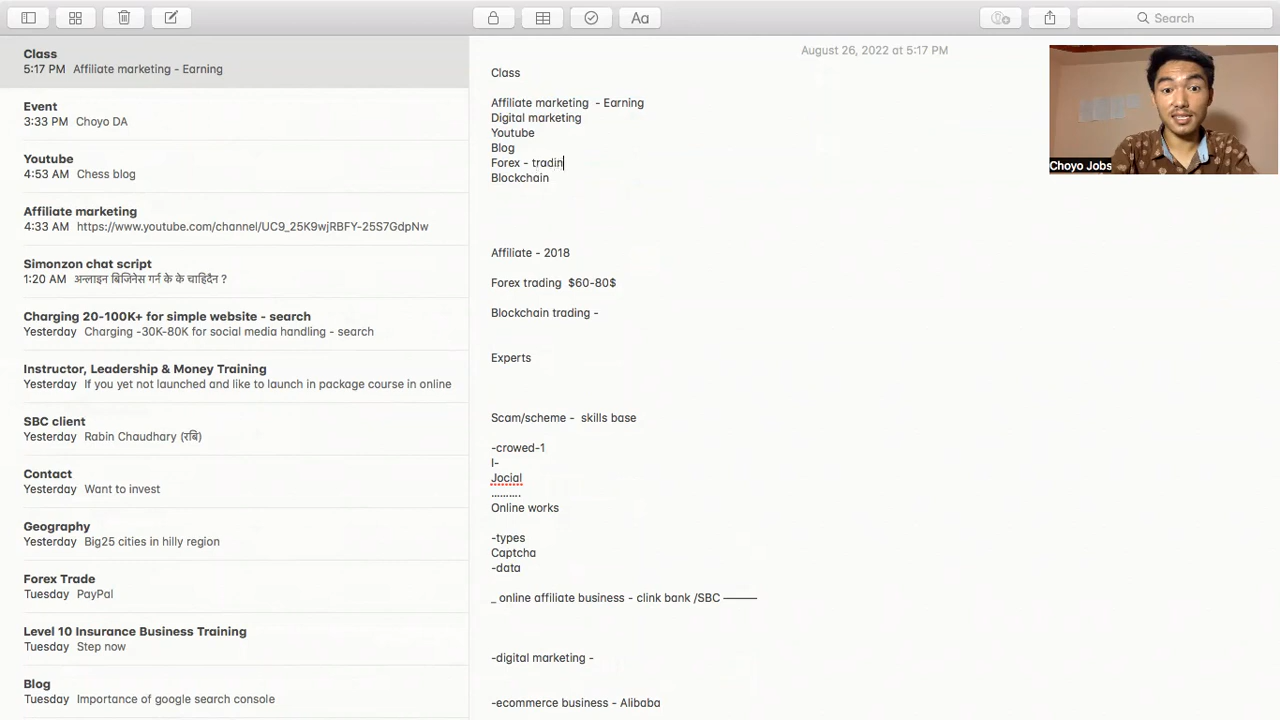 Aa
Search
Class
5:17 PM Affiliate marketing - Earning
Event
3:33 PM Choyo DA
Youtube
4:53 AM Chess blog
Affiliate marketing
4:33 AM https://www.youtube.com/channel/UC9_25K9wjRBFY-25S7GdpNw
Simonzon chat script
1:20 AM अन्लाइन बिजिनेस गर्न के के चाहिदैन ?
Charging 20-100K+ for simple website - search
Yesterday Charging -30K-80K for social media handling - search
Instructor, Leadership & Money Training
Yesterday If you yet not launched and like to launch in package course in online
SBC client
Yesterday Rabin Chaudhary (रबि)
Contact
Yesterday Want to invest
Geography
Yesterday Big25 cities in hilly region
Forex Trade
Tuesday PayPal
Level 10 Insurance Business Training
Tuesday Step now
Blog
Tuesday Importance of google search console
August 26, 2022 at 5:17 PM
Class
Affiliate marketing - Earning
Digital marketing
Youtube
Blog
Forex - tradin
Blockchain
Affiliate - 2018
Forex trading $60-80$
Blockchain trading -
Experts
Scam/scheme - skills base
-crowed-1
I-
Jocial
..........
Online works
-types
Captcha
-data
_ online affiliate business - clink bank /SBC ———
-digital marketing -
-ecommerce business - Alibaba
Choyo Jobs